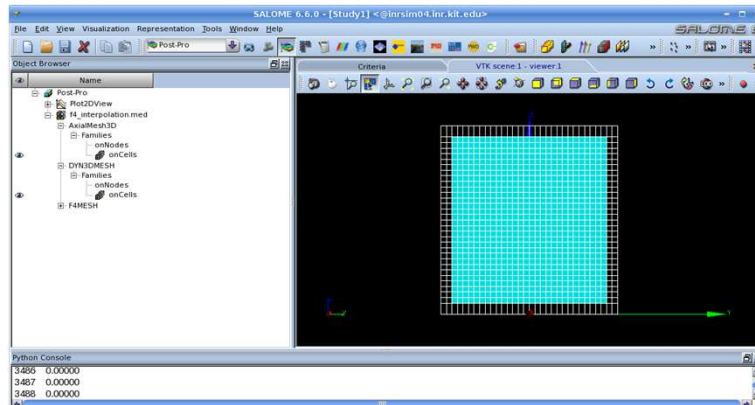 SALOME 6.6.0 - [Study1] <@inrsim04.inr.kit.edu>
File Edit View Visualization Representation Tools Window Help
SALOME
Post-Pro
Object Browser
Name
Post-Pro
Plot2DView
f4_interpolation.med
AxialMesh3D
Families
onNodes
onCells
DYN3DMESH
Families
onNodes
onCells
F4MESH
Criteria
VTK scene:1 - viewer:1
Y
Python Console
3486 0.00000
3487 0.00000
3488 0.00000